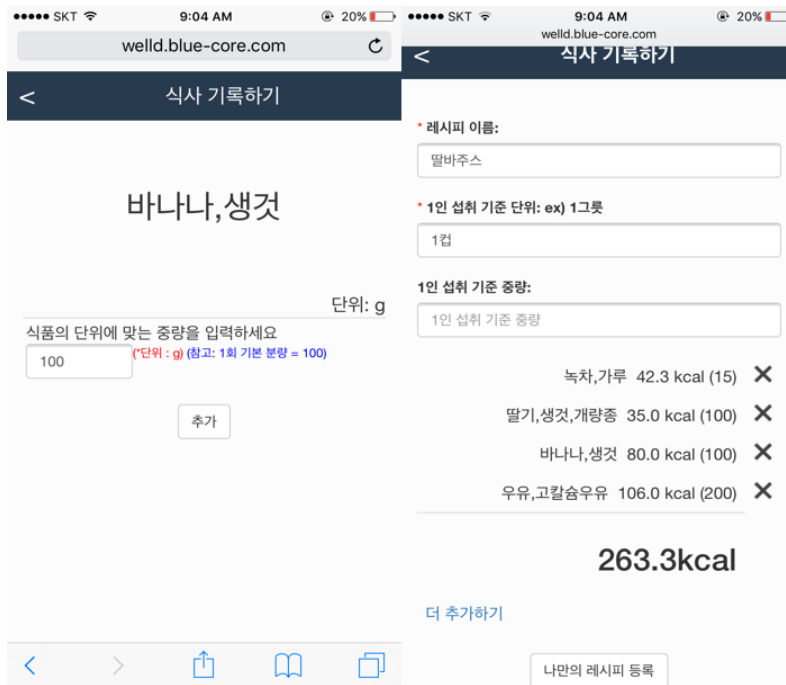 SKT 9:04 AM 20%
welld.blue-core.com
< 식사 기록하기
바나나,생것
단위: g
식품의 단위에 맞는 중량을 입력하세요
100 (*단위 : g) (참고: 1회 기본 분량 = 100)
추가
SKT 9:04 AM 20%
welld.blue-core.com
< 식사 기록하기
* 레시피 이름:
딸바주스
* 1인 섭취 기준 단위: ex) 1그릇
1컵
1인 섭취 기준 중량:
1인 섭취 기준 중량
녹차,가루 42.3 kcal (15) ✕
딸기,생것,개량종 35.0 kcal (100) ✕
바나나,생것 80.0 kcal (100) ✕
우유,고칼슘우유 106.0 kcal (200) ✕
263.3kcal
더 추가하기
나만의 레시피 등록